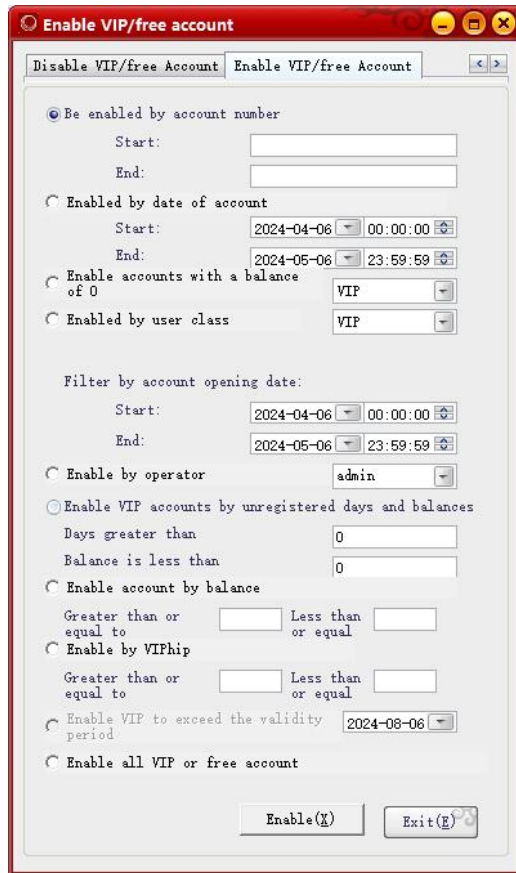 Enable VIP/free account
Disable VIP/free Account Enable VIP/free Account
Be enabled by account number
Start:
End:
Enabled by date of account
Start: 2024-04-06 00:00:00
End: 2024-05-06 23:59:59
Enable accounts with a balance
of 0 VIP
Enabled by user class VIP
Filter by account opening date:
Start: 2024-04-06 00:00:00
End: 2024-05-06 23:59:59
Enable by operator admin
Enable VIP accounts by unregistered days and balances
Days greater than 0
Balance is less than 0
Enable account by balance
Greater than or Less than
equal to or equal
Enable by VIPhip
Greater than or Less than
equal to or equal
Enable VIP to exceed the validity 2024-08-06
period
Enable all VIP or free account
Enable(X) Exit(E)